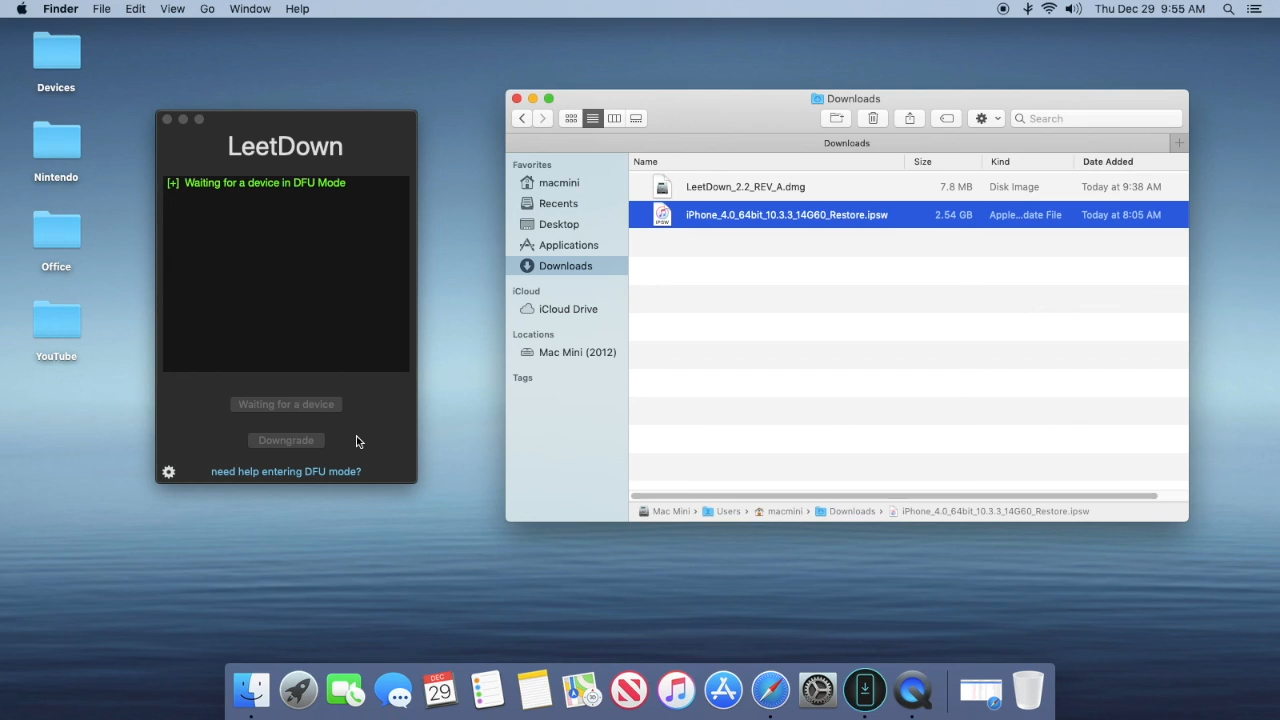 Finder File Edit View Go Window Help Thu Dec 29 9:55 AM
Devices
Nintendo
Office
YouTube
LeetDown
[+] Waiting for a device in DFU Mode
Waiting for a device
Downgrade
need help entering DFU mode?
Downloads
Search
Downloads
Favorites
macmini
Recents
Desktop
Applications
Downloads
iCloud
iCloud Drive
Locations
Mac Mini (2012)
Tags
Name Size Kind Date Added
LeetDown_2.2_REV_A.dmg 7.8 MB Disk Image Today at 9:38 AM
IPSW
iPhone_4.0_64bit_10.3.3_14G60_Restore.ipsw 2.54 GB Apple...date File Today at 8:05 AM
Mac Mini › Users › macmini › Downloads › iPhone_4.0_64bit_10.3.3_14G60_Restore.ipsw
DEC
29